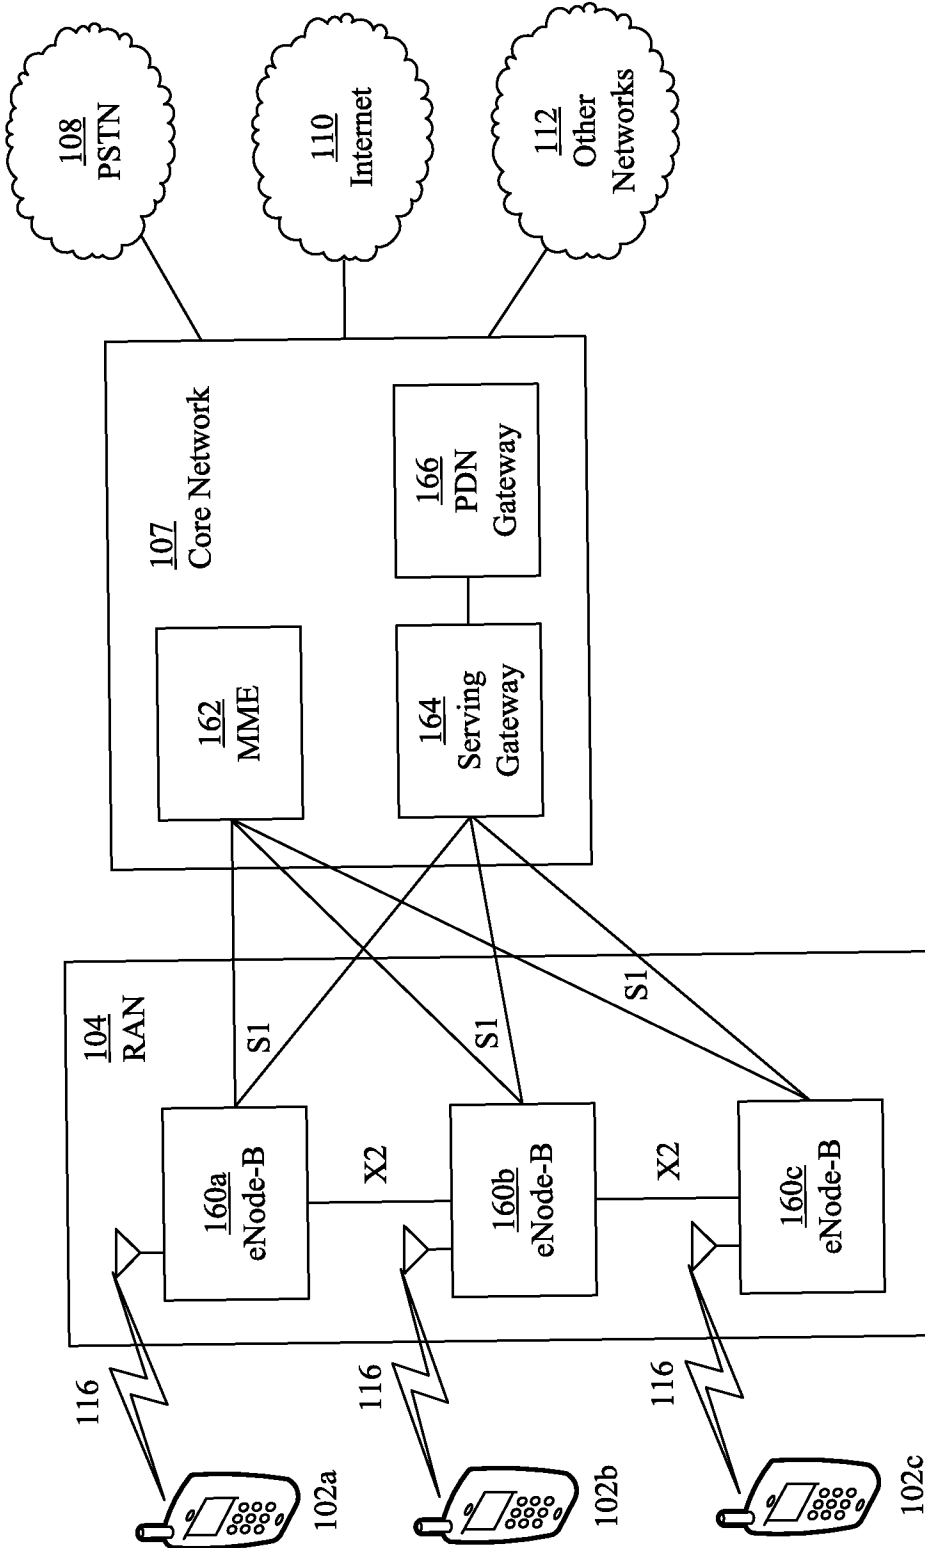 108
PSTN
110
Internet
112
Other
Networks
107
Core Network
162
MME
166
PDN
Gateway
164
Serving
Gateway
104
RAN
S1
S1
S1
160a
eNode-B
X2
160b
eNode-B
X2
160c
eNode-B
116
116
116
102a
102b
102c